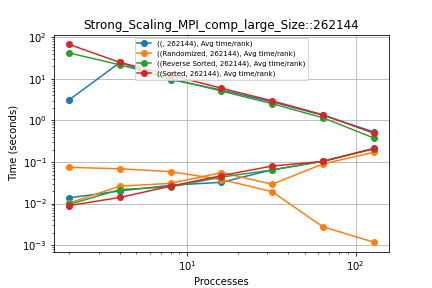 Strong_Scaling_MPI_comp_large_Size::262144
10²
((, 262144), Avg time/rank)
((Randomized, 262144), Avg time/rank)
((Reverse Sorted, 262144), Avg time/rank)
((Sorted, 262144), Avg time/rank)
10¹
10⁰
10⁻¹
10⁻²
10⁻³
Time (seconds)
10¹ 10²
Proccesses